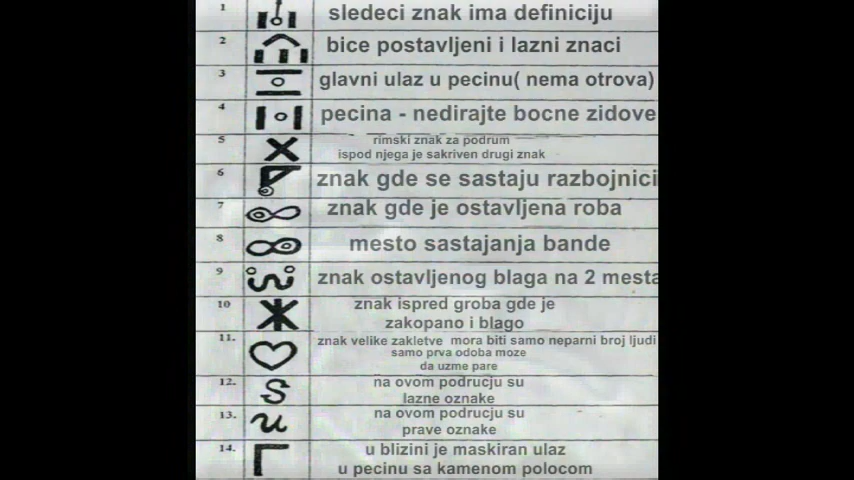 1 sledeci znak ima definiciju
2 bice postavljeni i lazni znaci
3 glavni ulaz u pecinu( nema otrova)
4 pecina - nedirajte bocne zidove
5 rimski znak za podrum
ispod njega je sakriven drugi znak
6 znak gde se sastaju razbojnici
7 znak gde je ostavljena roba
8 mesto sastajanja bande
9 znak ostavljenog blaga na 2 mesta
10 znak ispred groba gde je
zakopano i blago
11. znak velike zakletve mora biti samo neparni broj ljudi
samo prva odoba moze
da uzme pare
12. na ovom podrucju su
lazne oznake
13. na ovom podrucju su
prave oznake
14. u blizini je maskiran ulaz
u pecinu sa kamenom polocom